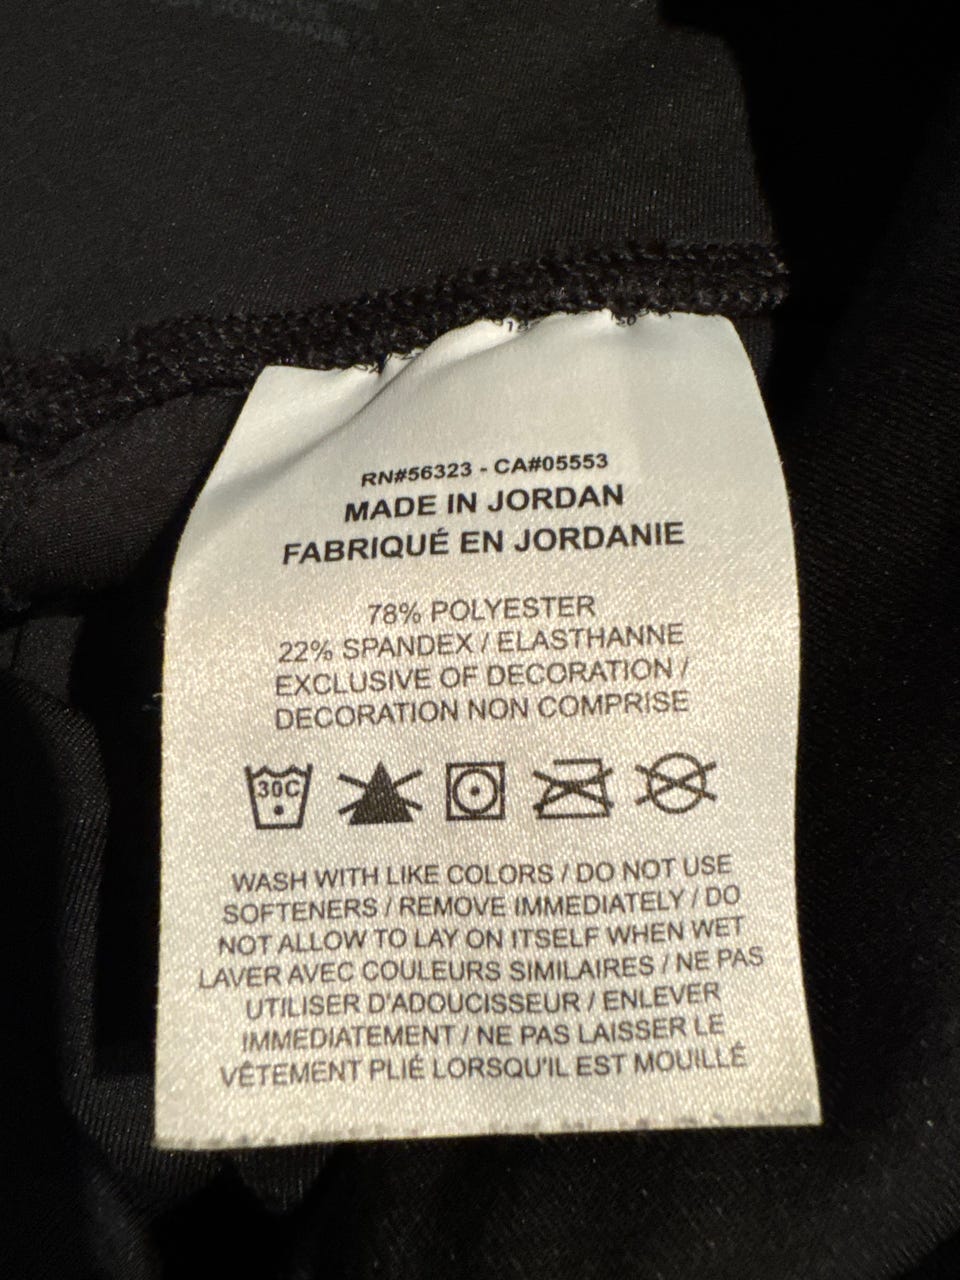 RN#56323 - CA#05553
MADE IN JORDAN
FABRIQUÉ EN JORDANIE
78% POLYESTER
22% SPANDEX / ELASTHANNE
EXCLUSIVE OF DECORATION /
DECORATION NON COMPRISE
30C
WASH WITH LIKE COLORS / DO NOT USE
SOFTENERS / REMOVE IMMEDIATELY / DO
NOT ALLOW TO LAY ON ITSELF WHEN WET
LAVER AVEC COULEURS SIMILAIRES / NE PAS
UTILISER D'ADOUCISSEUR / ENLEVER
IMMEDIATEMENT / NE PAS LAISSER LE
VÊTEMENT PLIÉ LORSQU'IL EST MOUILLÉ